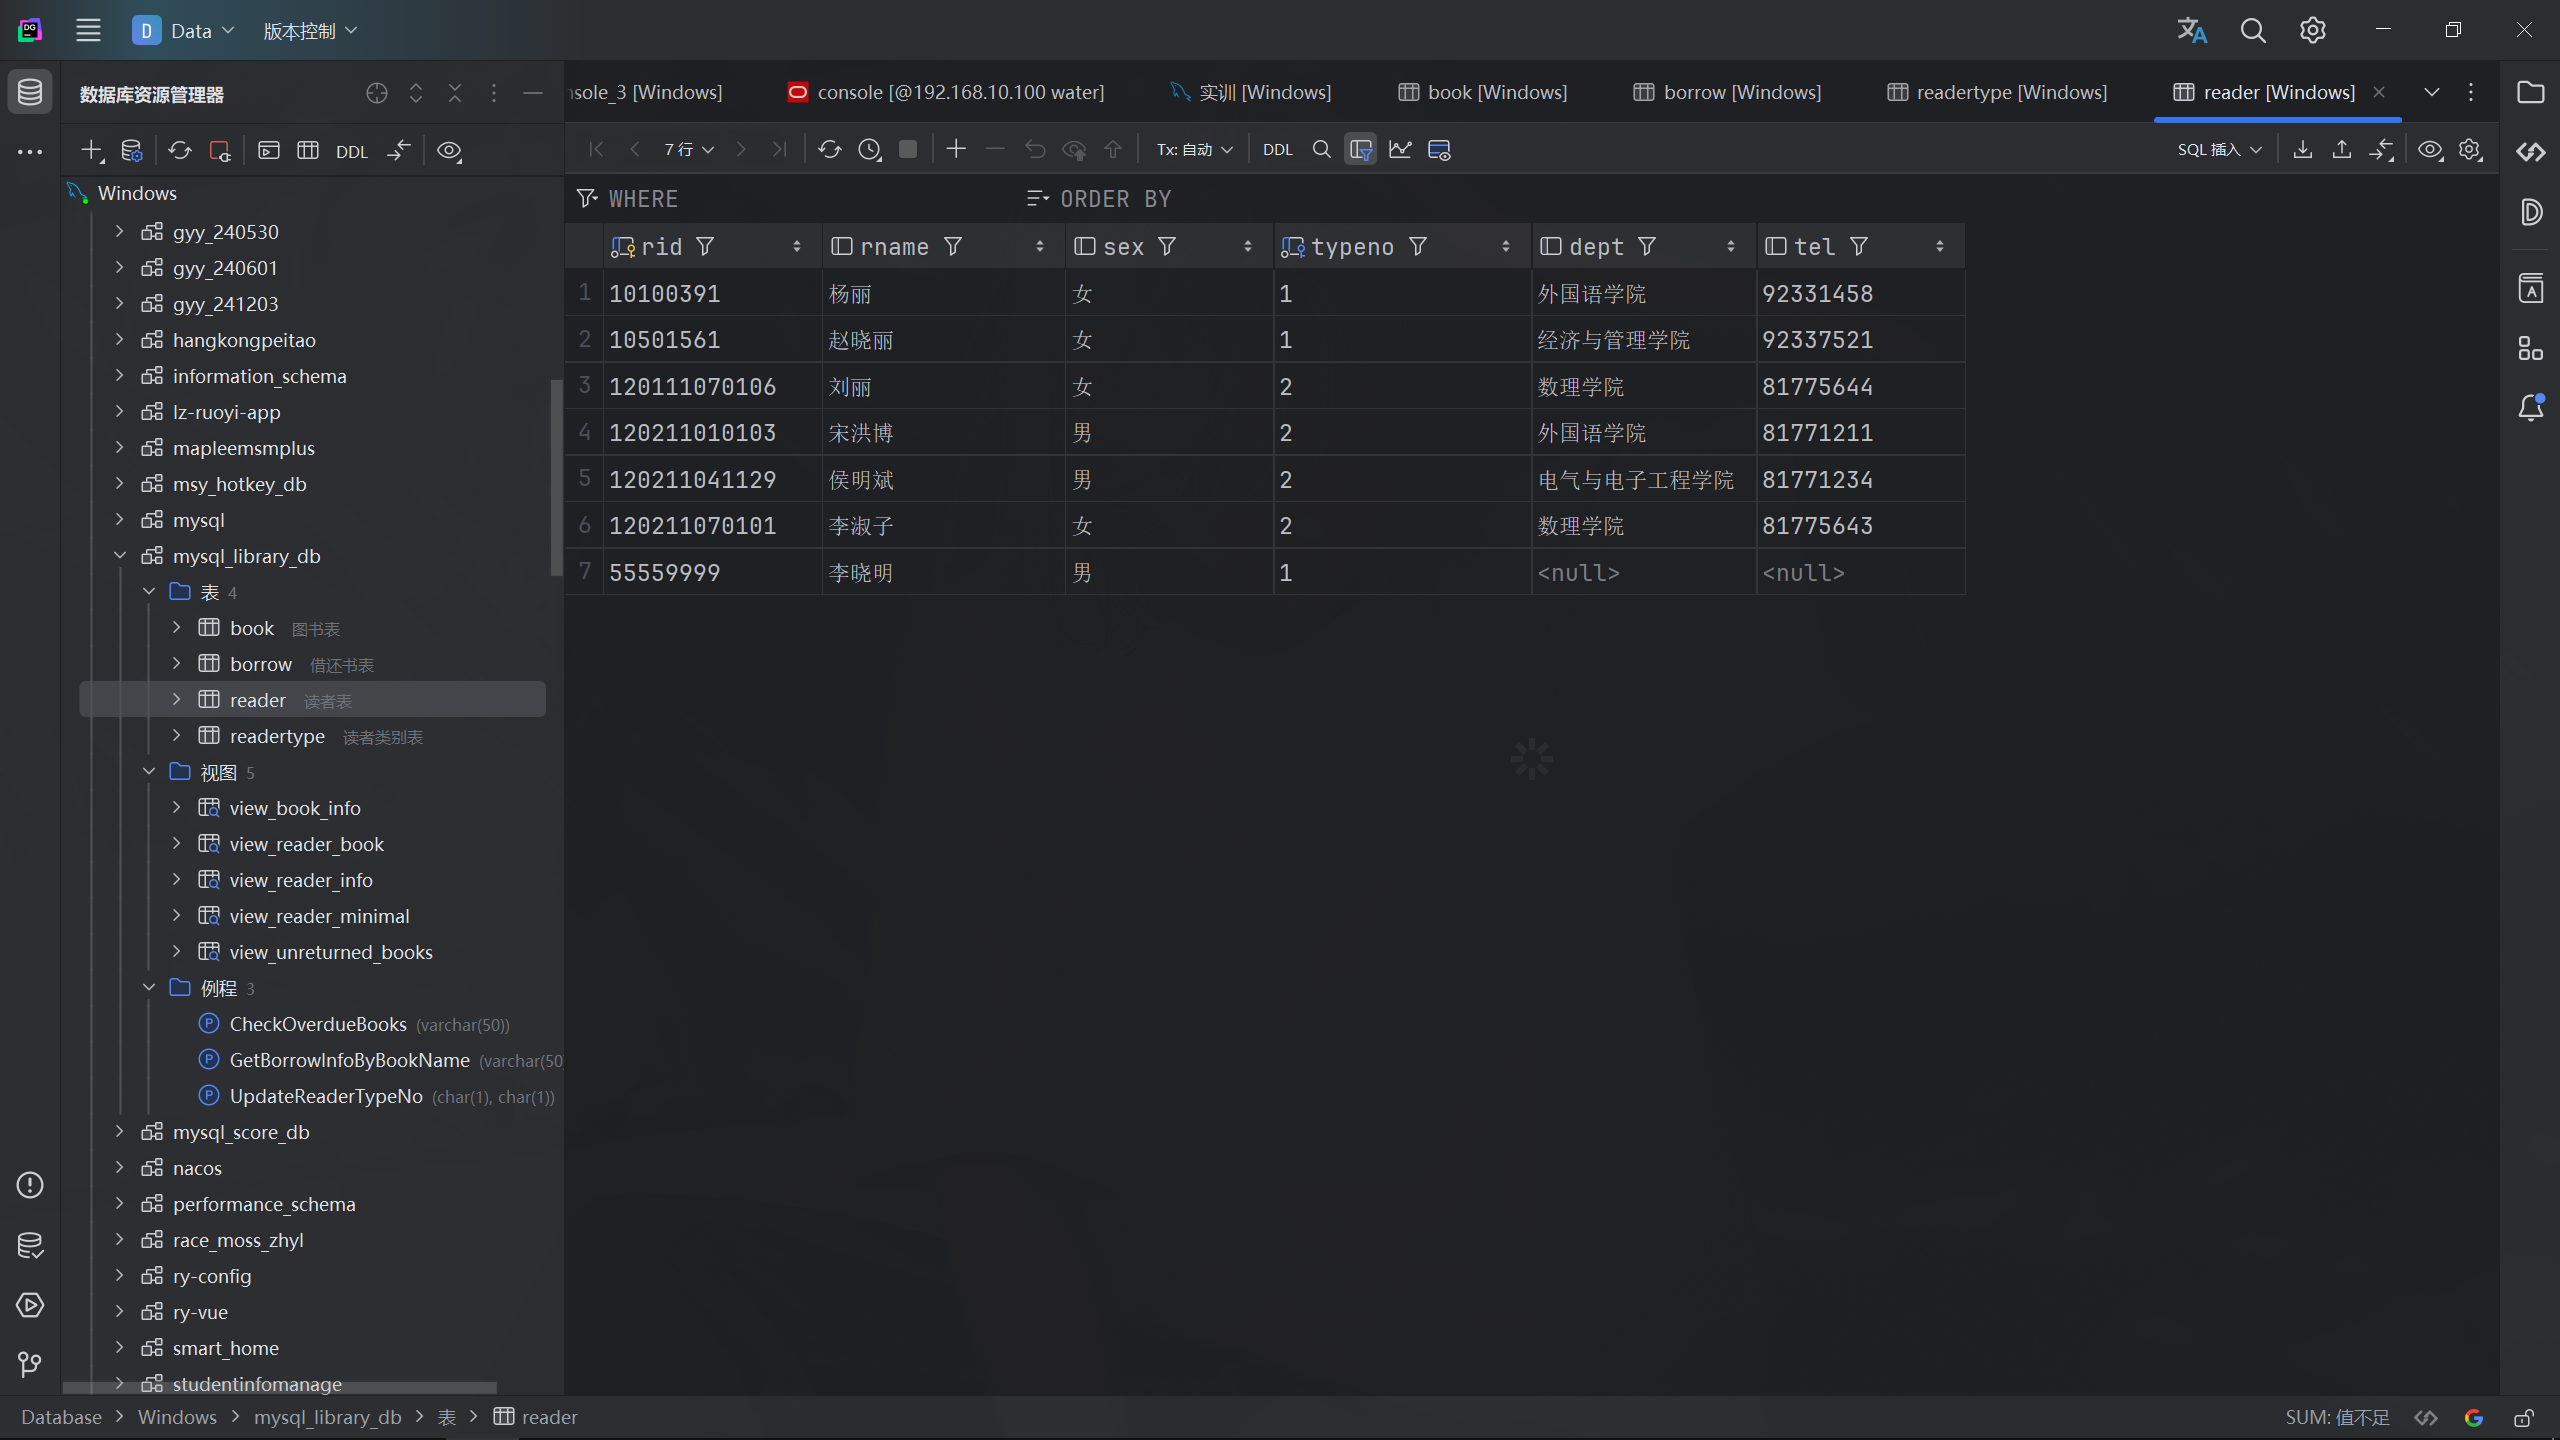 D Data 版本控制
数据库资源管理器
DDL
Windows
gyy_240530
gyy_240601
gyy_241203
hangkongpeitao
information_schema
lz-ruoyi-app
mapleemsmplus
msy_hotkey_db
mysql
mysql_library_db
表 4
book 图书表
borrow 借还书表
reader 读者表
readertype 读者类别表
视图 5
view_book_info
view_reader_book
view_reader_info
view_reader_minimal
view_unreturned_books
例程 3
CheckOverdueBooks (varchar(50))
GetBorrowInfoByBookName (varchar(50
UpdateReaderTypeNo (char(1), char(1))
mysql_score_db
nacos
performance_schema
race_moss_zhyl
ry-config
ry-vue
smart_home
studentinfomanage
sole_3 [Windows] console [@192.168.10.100 water] 实训 [Windows] book [Windows] borrow [Windows] readertype [Windows] reader [Windows]
7 行 Tx: 自动 DDL SQL 插入
WHERE ORDER BY
rid rname sex typeno dept tel
1 10100391 杨丽 女 1 外国语学院 92331458
2 10501561 赵晓丽 女 1 经济与管理学院 92337521
3 120111070106 刘丽 女 2 数理学院 81775644
4 120211010103 宋洪博 男 2 外国语学院 81771211
5 120211041129 侯明斌 男 2 电气与电子工程学院 81771234
6 120211070101 李淑子 女 2 数理学院 81775643
7 55559999 李晓明 男 1 <null> <null>
Database Windows mysql_library_db 表 reader
SUM: 值不足